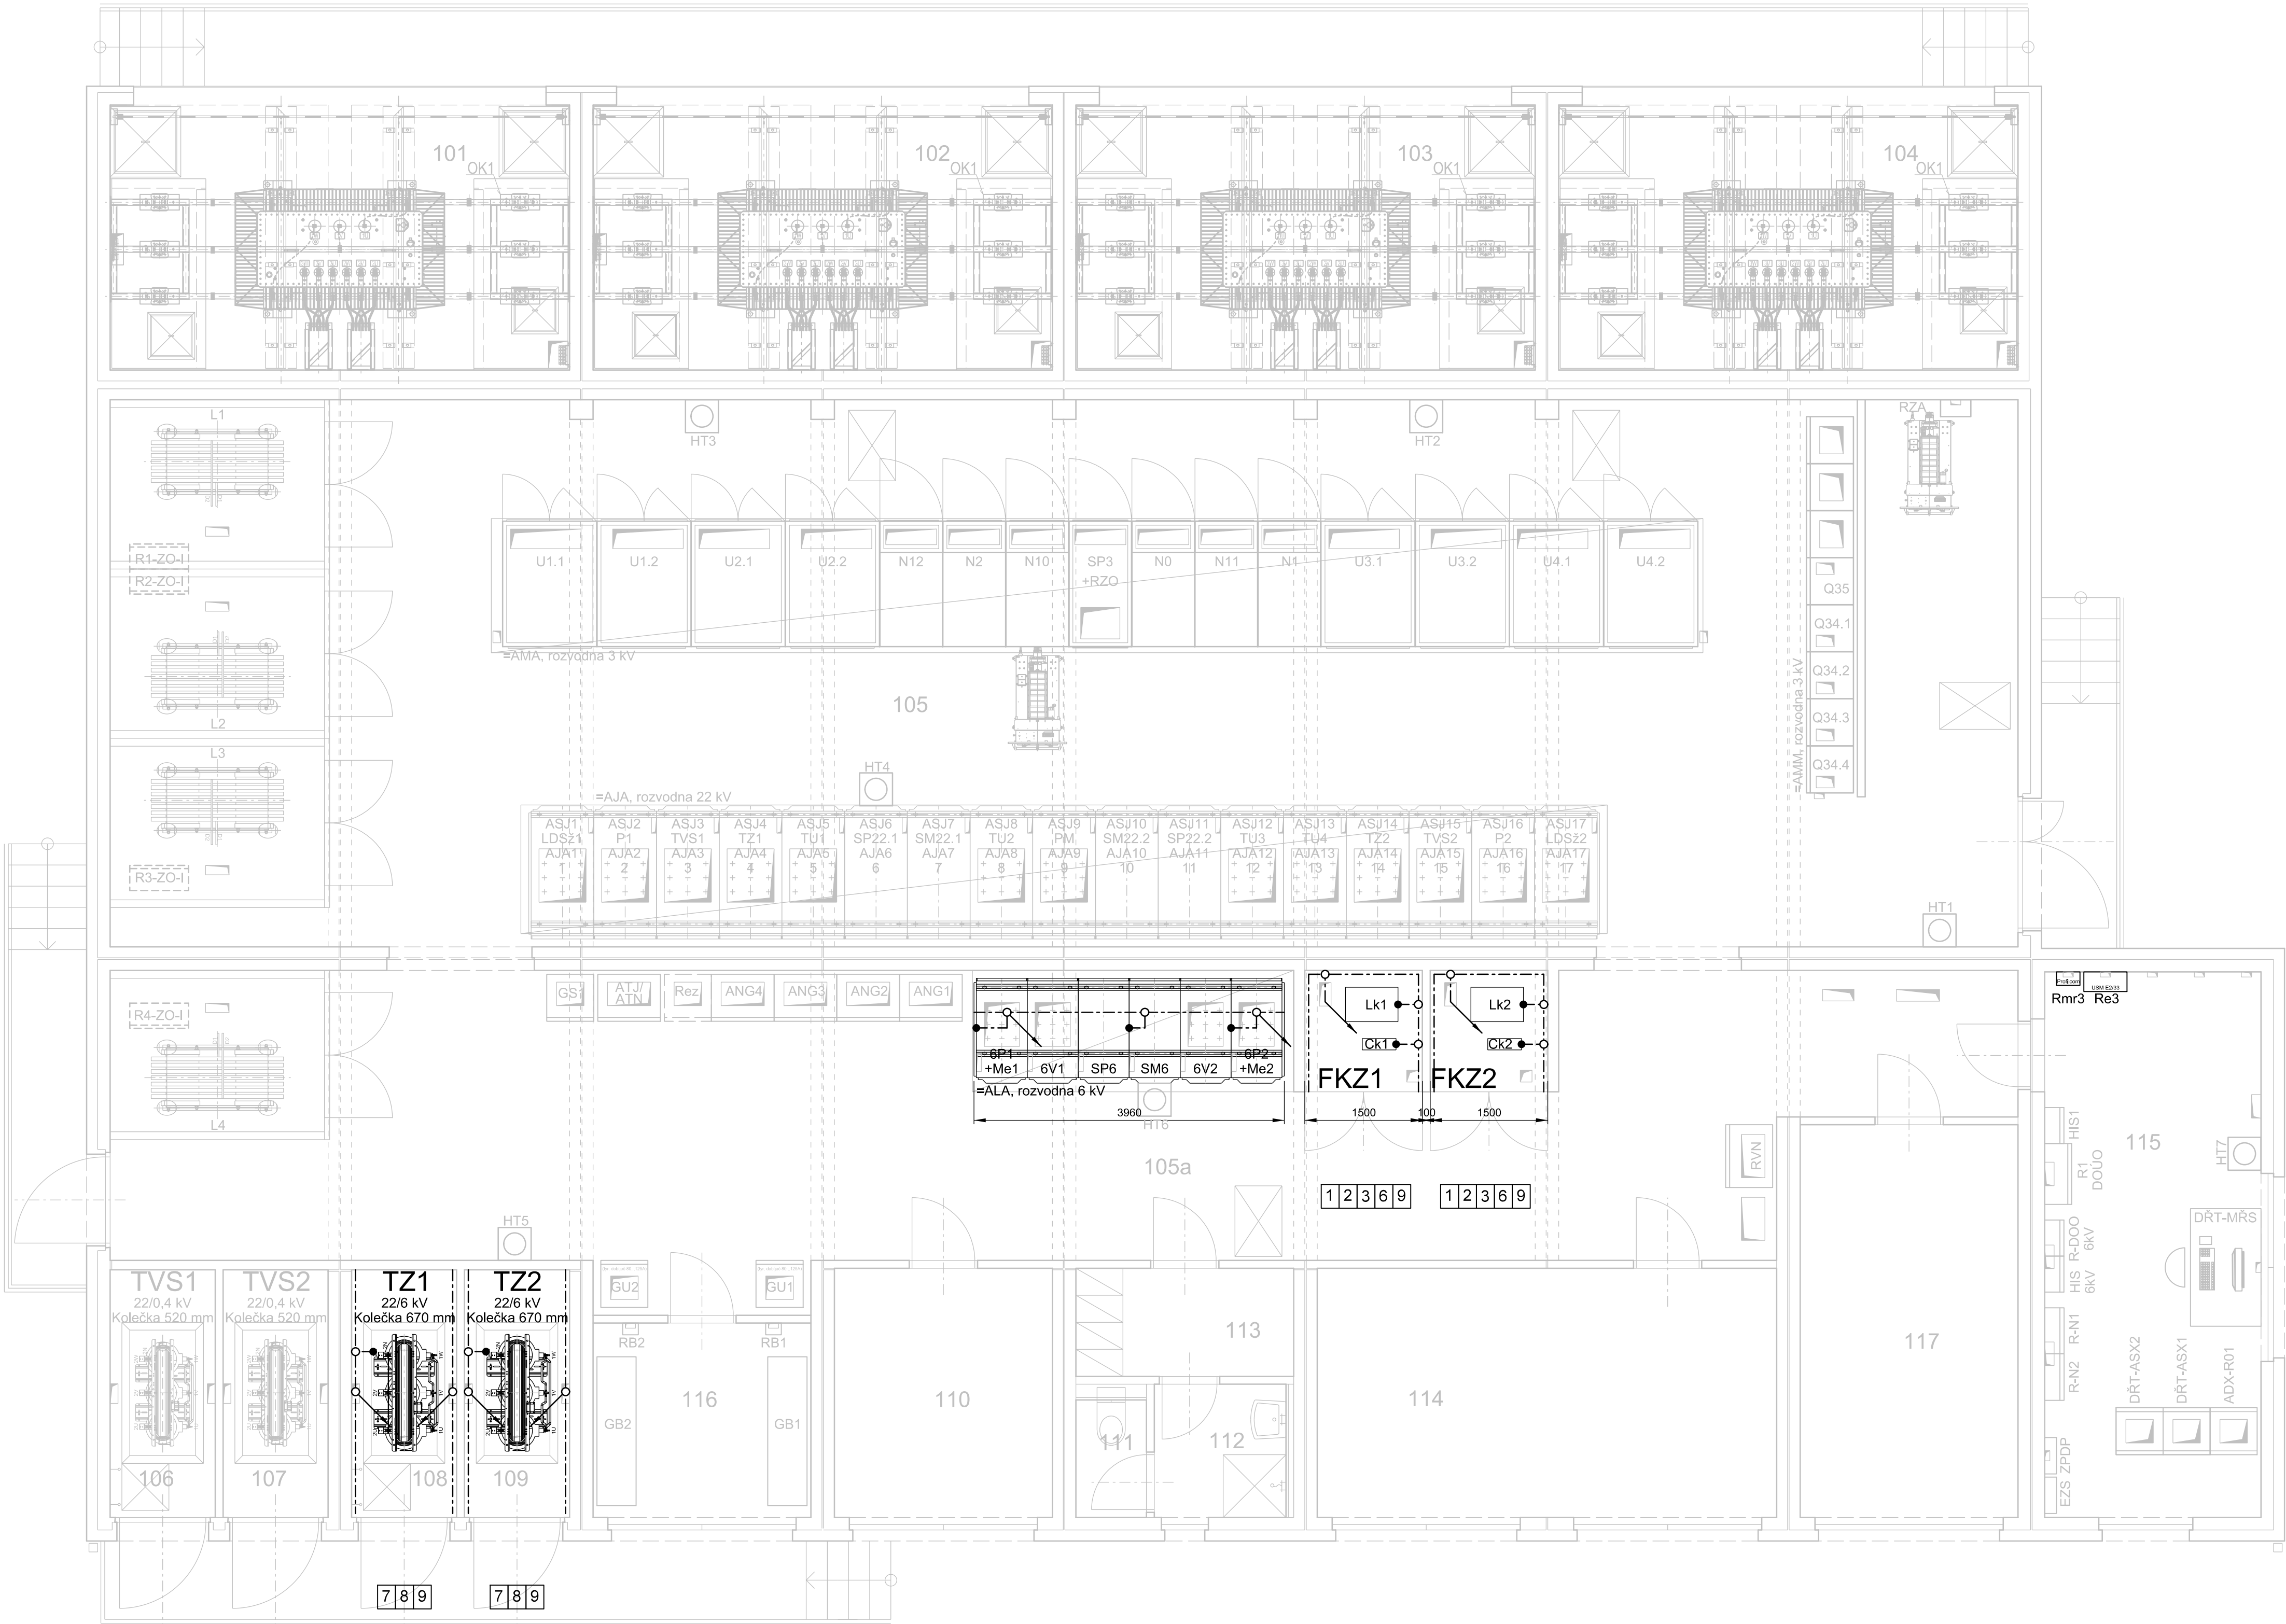 101
OK1
102
OK1
103
OK1
104
OK1
L1
HT3
HT2
RZA
R1-ZO-I
R2-ZO-I
L2
U1.1
U1.2
U2.1
U2.2
N12
N2
N10
SP3
+RZO
N0
N11
N1
U3.1
U3.2
U4.1
U4.2
=AMA, rozvodna 3 kV
Q35
Q34.1
Q34.2
Q34.3
Q34.4
=AMM, rozvodna 3 kV
105
L3
R3-ZO-I
HT4
=AJA, rozvodna 22 kV
ASJ1
LDSž1
AJA1
1
ASJ2
P1
AJA2
2
ASJ3
TVS1
AJA3
3
ASJ4
TZ1
AJA4
4
ASJ5
TU1
AJA5
5
ASJ6
SP22.1
AJA6
6
ASJ7
SM22.1
AJA7
7
ASJ8
TU2
AJA8
8
ASJ9
PM
AJA9
9
ASJ10
SM22.2
AJA10
10
ASJ11
SP22.2
AJA11
11
ASJ12
TU3
AJA12
12
ASJ13
TU4
AJA13
13
ASJ14
TZ2
AJA14
14
ASJ15
TVS2
AJA15
15
ASJ16
P2
AJA16
16
ASJ17
LDSž2
AJA17
17
HT1
R4-ZO-I
L4
GS1
ATJ/
ATN
Rez
ANG4
ANG3
ANG2
ANG1
6P1
+Me1
6V1
SP6
SM6
6V2
6P2
+Me2
=ALA, rozvodna 6 kV
3960
HT6
Lk1
Ck1
FKZ1
Lk2
Ck2
FKZ2
1500
100
1500
Profikom
Rmr3
USM E2/33
Re3
105a
1 2 3 6 9
1 2 3 6 9
RVN
HIS1
R1
DOÚO
115
HT7
R-DOO
6kV
HIS
6kV
DŘT-MŘS
R-N1
R-N2
DŘT-ASX2
DŘT-ASX1
ADX-R01
ZPDP
EZS
HT5
TVS1
22/0,4 kV
Kolečka 520 mm
106
TVS2
22/0,4 kV
Kolečka 520 mm
107
TZ1
22/6 kV
Kolečka 670 mm
108
TZ2
22/6 kV
Kolečka 670 mm
109
GU2
GU1
RB2
RB1
GB2
116
GB1
110
113
111
112
114
117
7 8 9
7 8 9